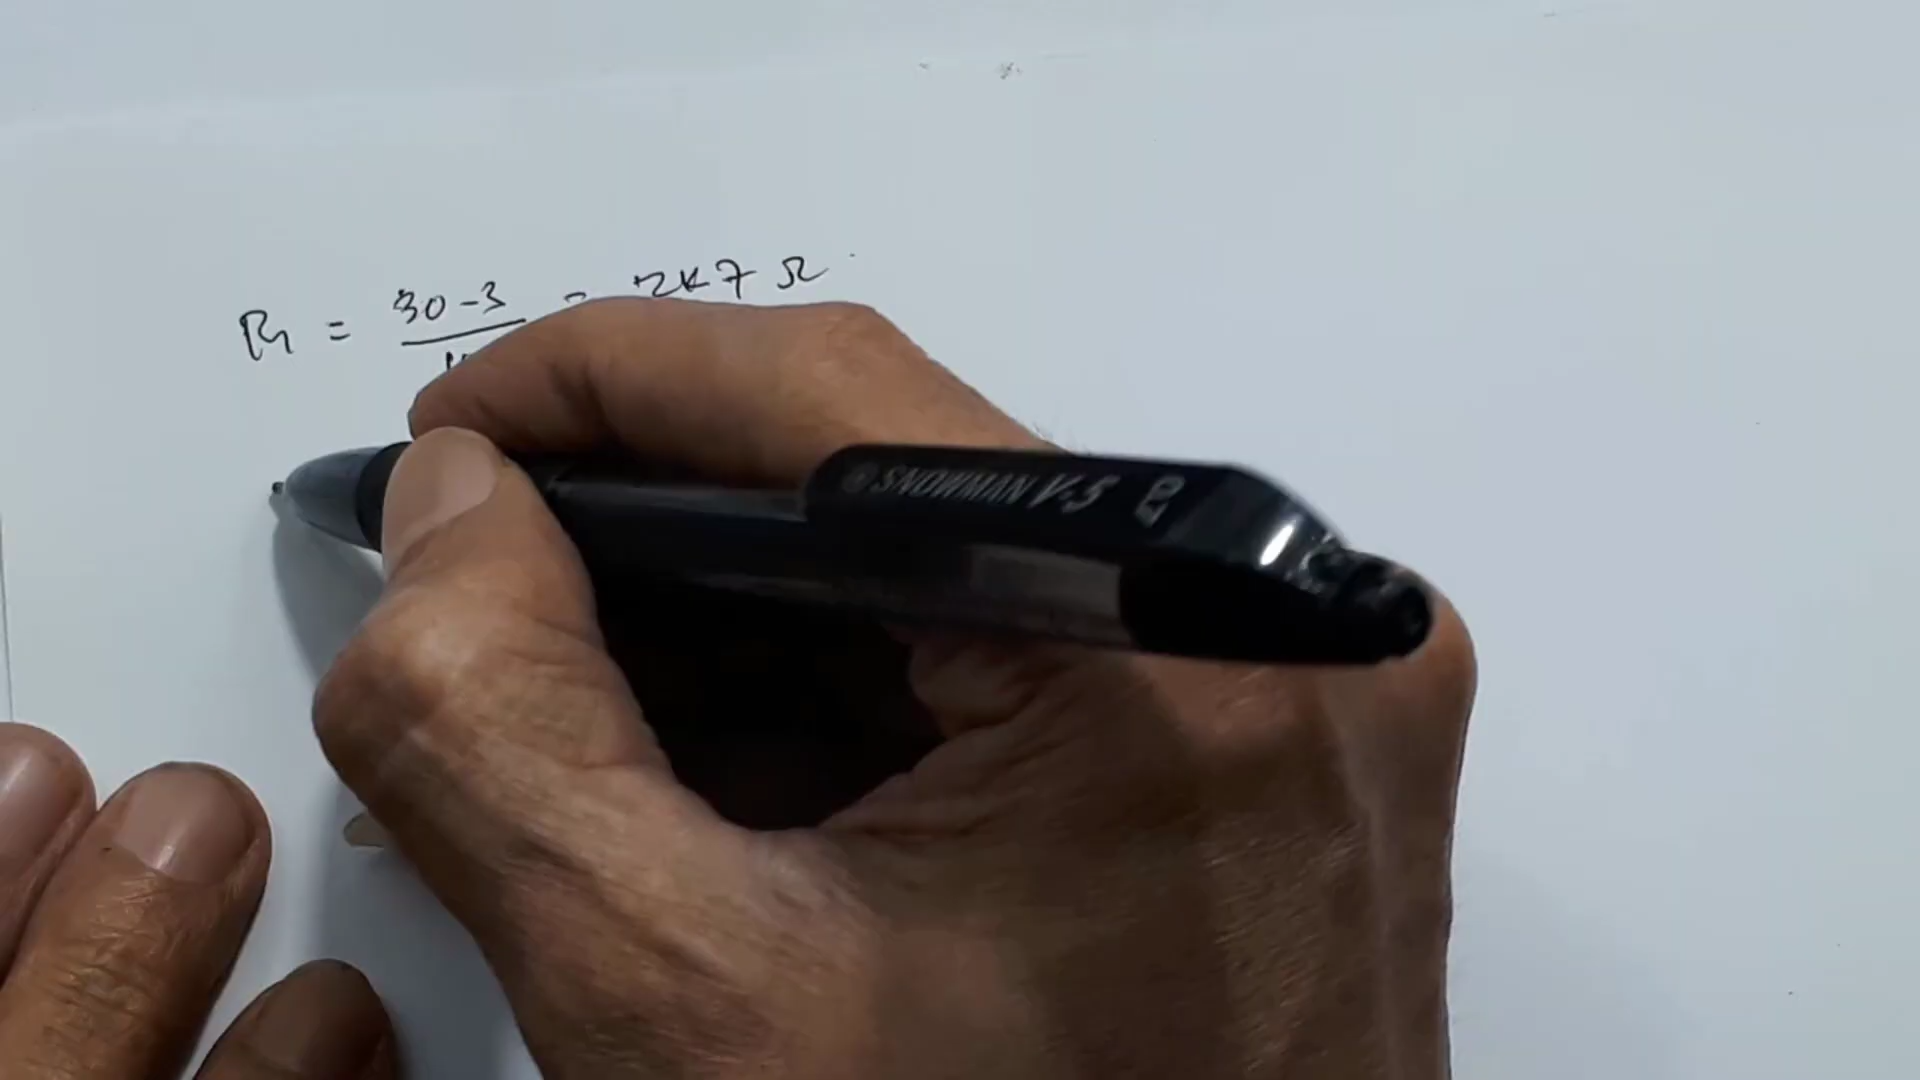 R1 = 30-3 = 2k7 Ω
SNOWMAN V-5